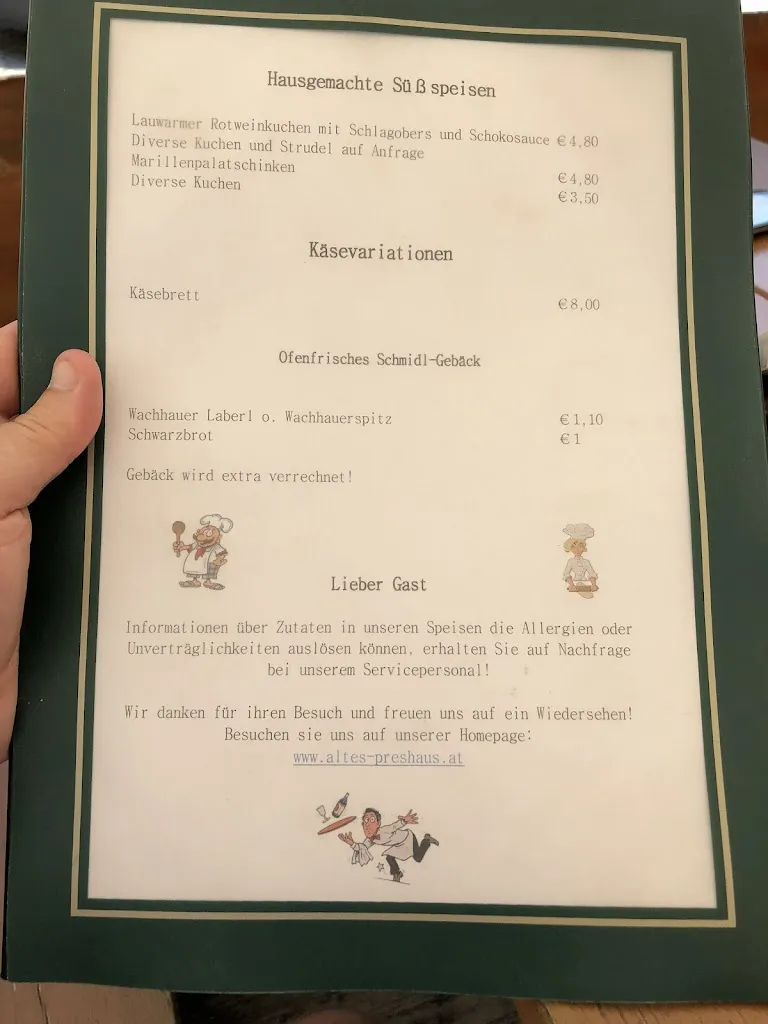 Hausgemachte Süßspeisen
Lauwarmer Rotweinkuchen mit Schlagobers und Schokosauce €4,80
Diverse Kuchen und Strudel auf Anfrage
Marillenpalatschinken €4,80
Diverse Kuchen €3,50
Käsevariationen
Käsebrett €8,00
Ofenfrisches Schmidl-Gebäck
Wachhauer Laberl o. Wachhauerspitz €1,10
Schwarzbrot €1
Gebäck wird extra verrechnet!
Lieber Gast
Informationen über Zutaten in unseren Speisen die Allergien oder
Unverträglichkeiten auslösen können, erhalten Sie auf Nachfrage
bei unserem Servicepersonal!
Wir danken für ihren Besuch und freuen uns auf ein Wiedersehen!
Besuchen sie uns auf unserer Homepage:
www.altes-preshaus.at